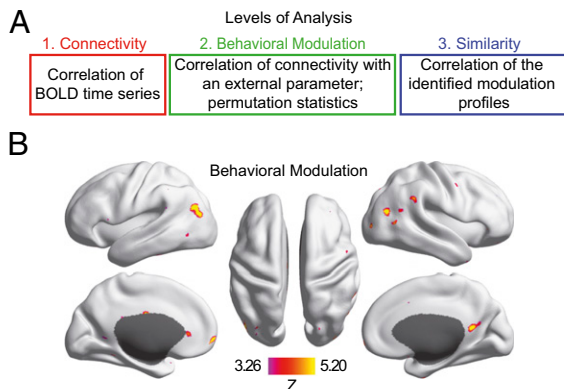 A
Levels of Analysis
1. Connectivity
2. Behavioral Modulation
3. Similarity
Correlation of
BOLD time series
Correlation of connectivity with
an external parameter;
permutation statistics
Correlation of the
identified modulation
profiles
B
Behavioral Modulation
3.26
5.20
Z